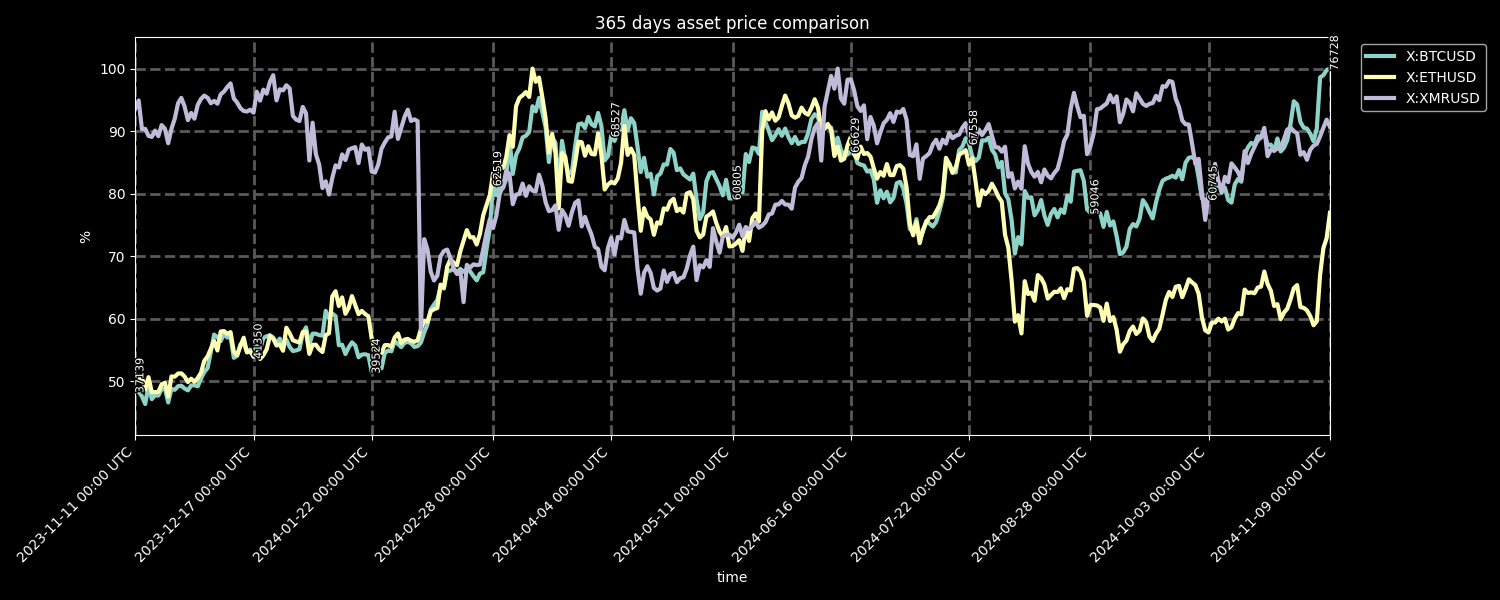 365 days asset price comparison
X:BTCUSD
X:ETHUSD
X:XMRUSD
%
100
90
80
70
60
50
37139
41350
39524
62519
68527
60805
66629
67558
59046
60745
76728
2023-11-11 00:00 UTC
2023-12-17 00:00 UTC
2024-01-22 00:00 UTC
2024-02-28 00:00 UTC
2024-04-04 00:00 UTC
2024-05-11 00:00 UTC
2024-06-16 00:00 UTC
2024-07-22 00:00 UTC
2024-08-28 00:00 UTC
2024-10-03 00:00 UTC
2024-11-09 00:00 UTC
time